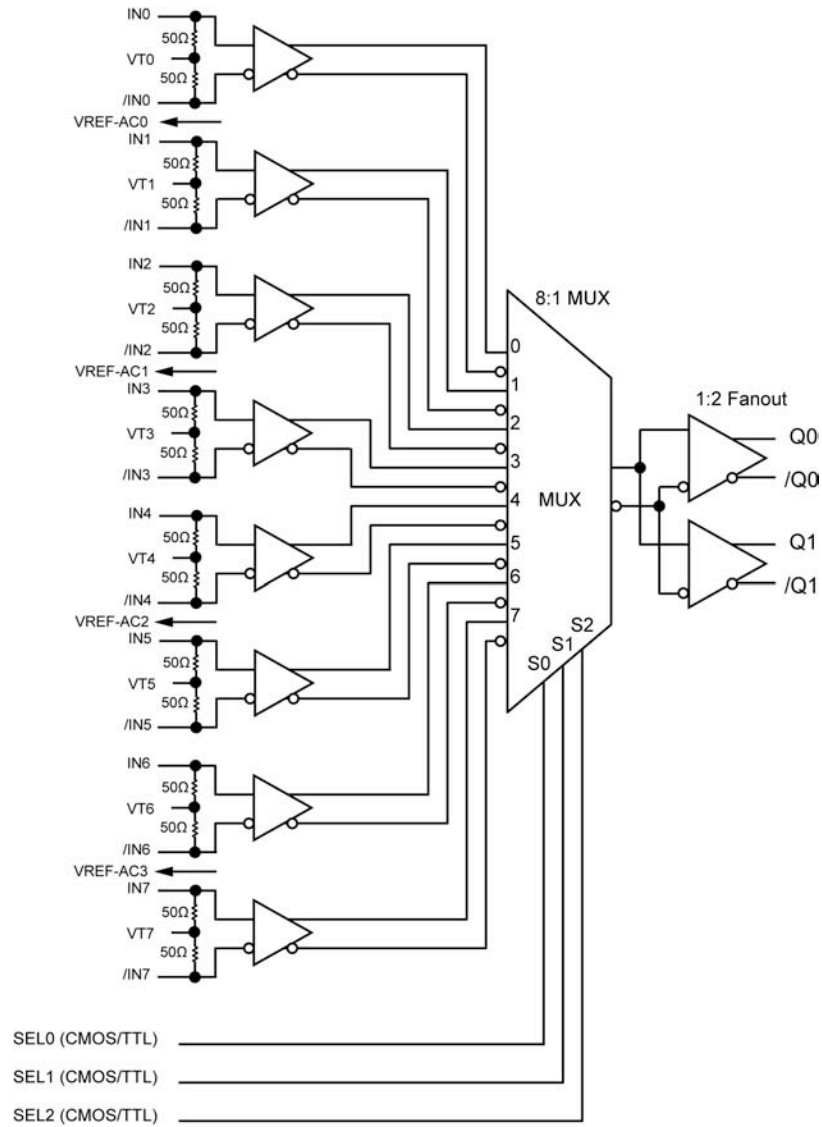 IN0
50Ω
VT0
50Ω
/IN0
VREF-AC0
IN1
50Ω
VT1
50Ω
/IN1
IN2
50Ω
VT2
50Ω
/IN2
VREF-AC1
IN3
50Ω
VT3
50Ω
/IN3
IN4
50Ω
VT4
50Ω
/IN4
VREF-AC2
IN5
50Ω
VT5
50Ω
/IN5
IN6
50Ω
VT6
50Ω
/IN6
VREF-AC3
IN7
50Ω
VT7
50Ω
/IN7
8:1 MUX
0
1
2
3
4
5
6
7
MUX
S0
S1
S2
1:2 Fanout
Q0
/Q0
Q1
/Q1
SEL0 (CMOS/TTL)
SEL1 (CMOS/TTL)
SEL2 (CMOS/TTL)